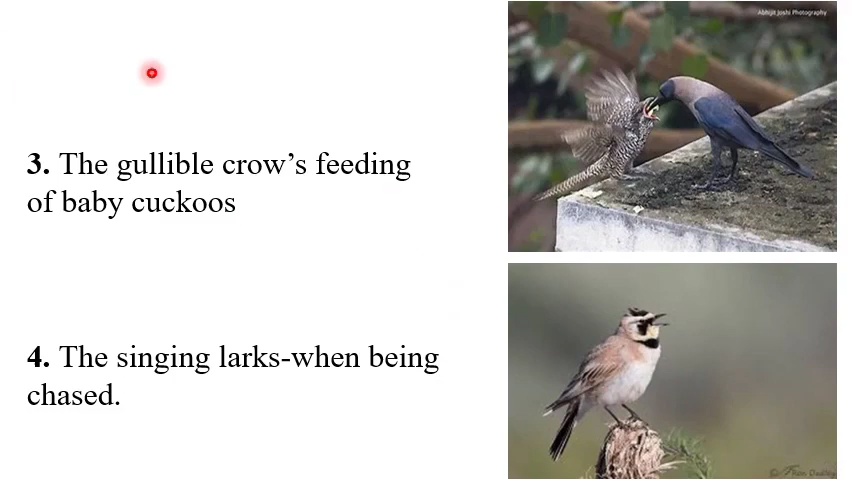 Abhijit Joshi Photography
3. The gullible crow's feeding
of baby cuckoos
4. The singing larks-when being
chased.